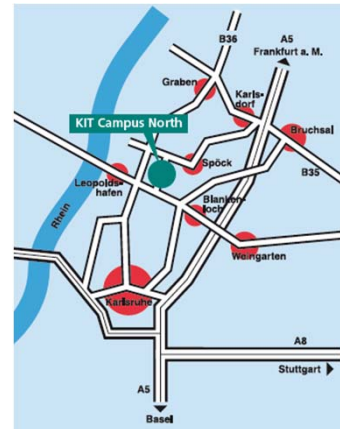 A5
B36
Frankfurt a. M.
Graben
Karls-
dorf
KIT Campus North
Bruchsal
Spöck
Leopolds-
hafen
B35
Blanken-
loch
Rhein
Weingarten
Karlsruhe
A8
Stuttgart
A5
Basel